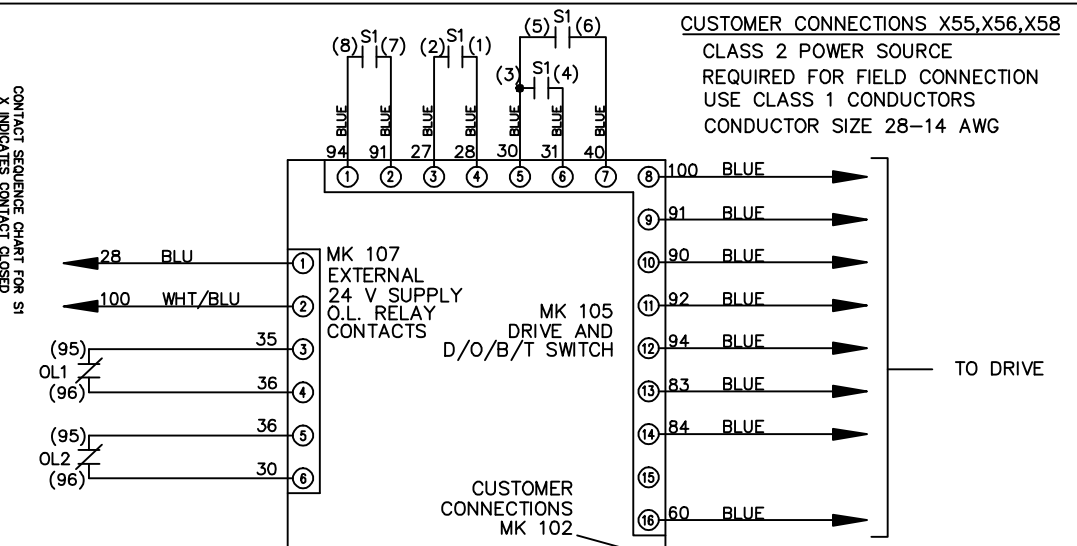 CUSTOMER CONNECTIONS X55,X56,X58
CLASS 2 POWER SOURCE
REQUIRED FOR FIELD CONNECTION
USE CLASS 1 CONDUCTORS
CONDUCTOR SIZE 28-14 AWG
(5) S1 (6)
(8) S1 (7)
(2) S1 (1)
(3) S1 (4)
BLUE BLUE BLUE BLUE BLUE BLUE BLUE
94 91 27 28 30 31 40
1 2 3 4 5 6 7
8 100 BLUE
9 91 BLUE
10 90 BLUE
11 92 BLUE
12 94 BLUE
13 83 BLUE
14 84 BLUE
15
16 60 BLUE
TO DRIVE
CONTACT SEQUENCE CHART FOR S1
X INDICATES CONTACT CLOSED
28 BLU 1
100 WHT/BLU 2
(95) 35 3
OL1
(96) 36 4
(95) 36 5
OL2
(96) 30 6
MK 107
EXTERNAL
24 V SUPPLY
O.L. RELAY
CONTACTS
MK 105
DRIVE AND
D/O/B/T SWITCH
CUSTOMER
CONNECTIONS
MK 102